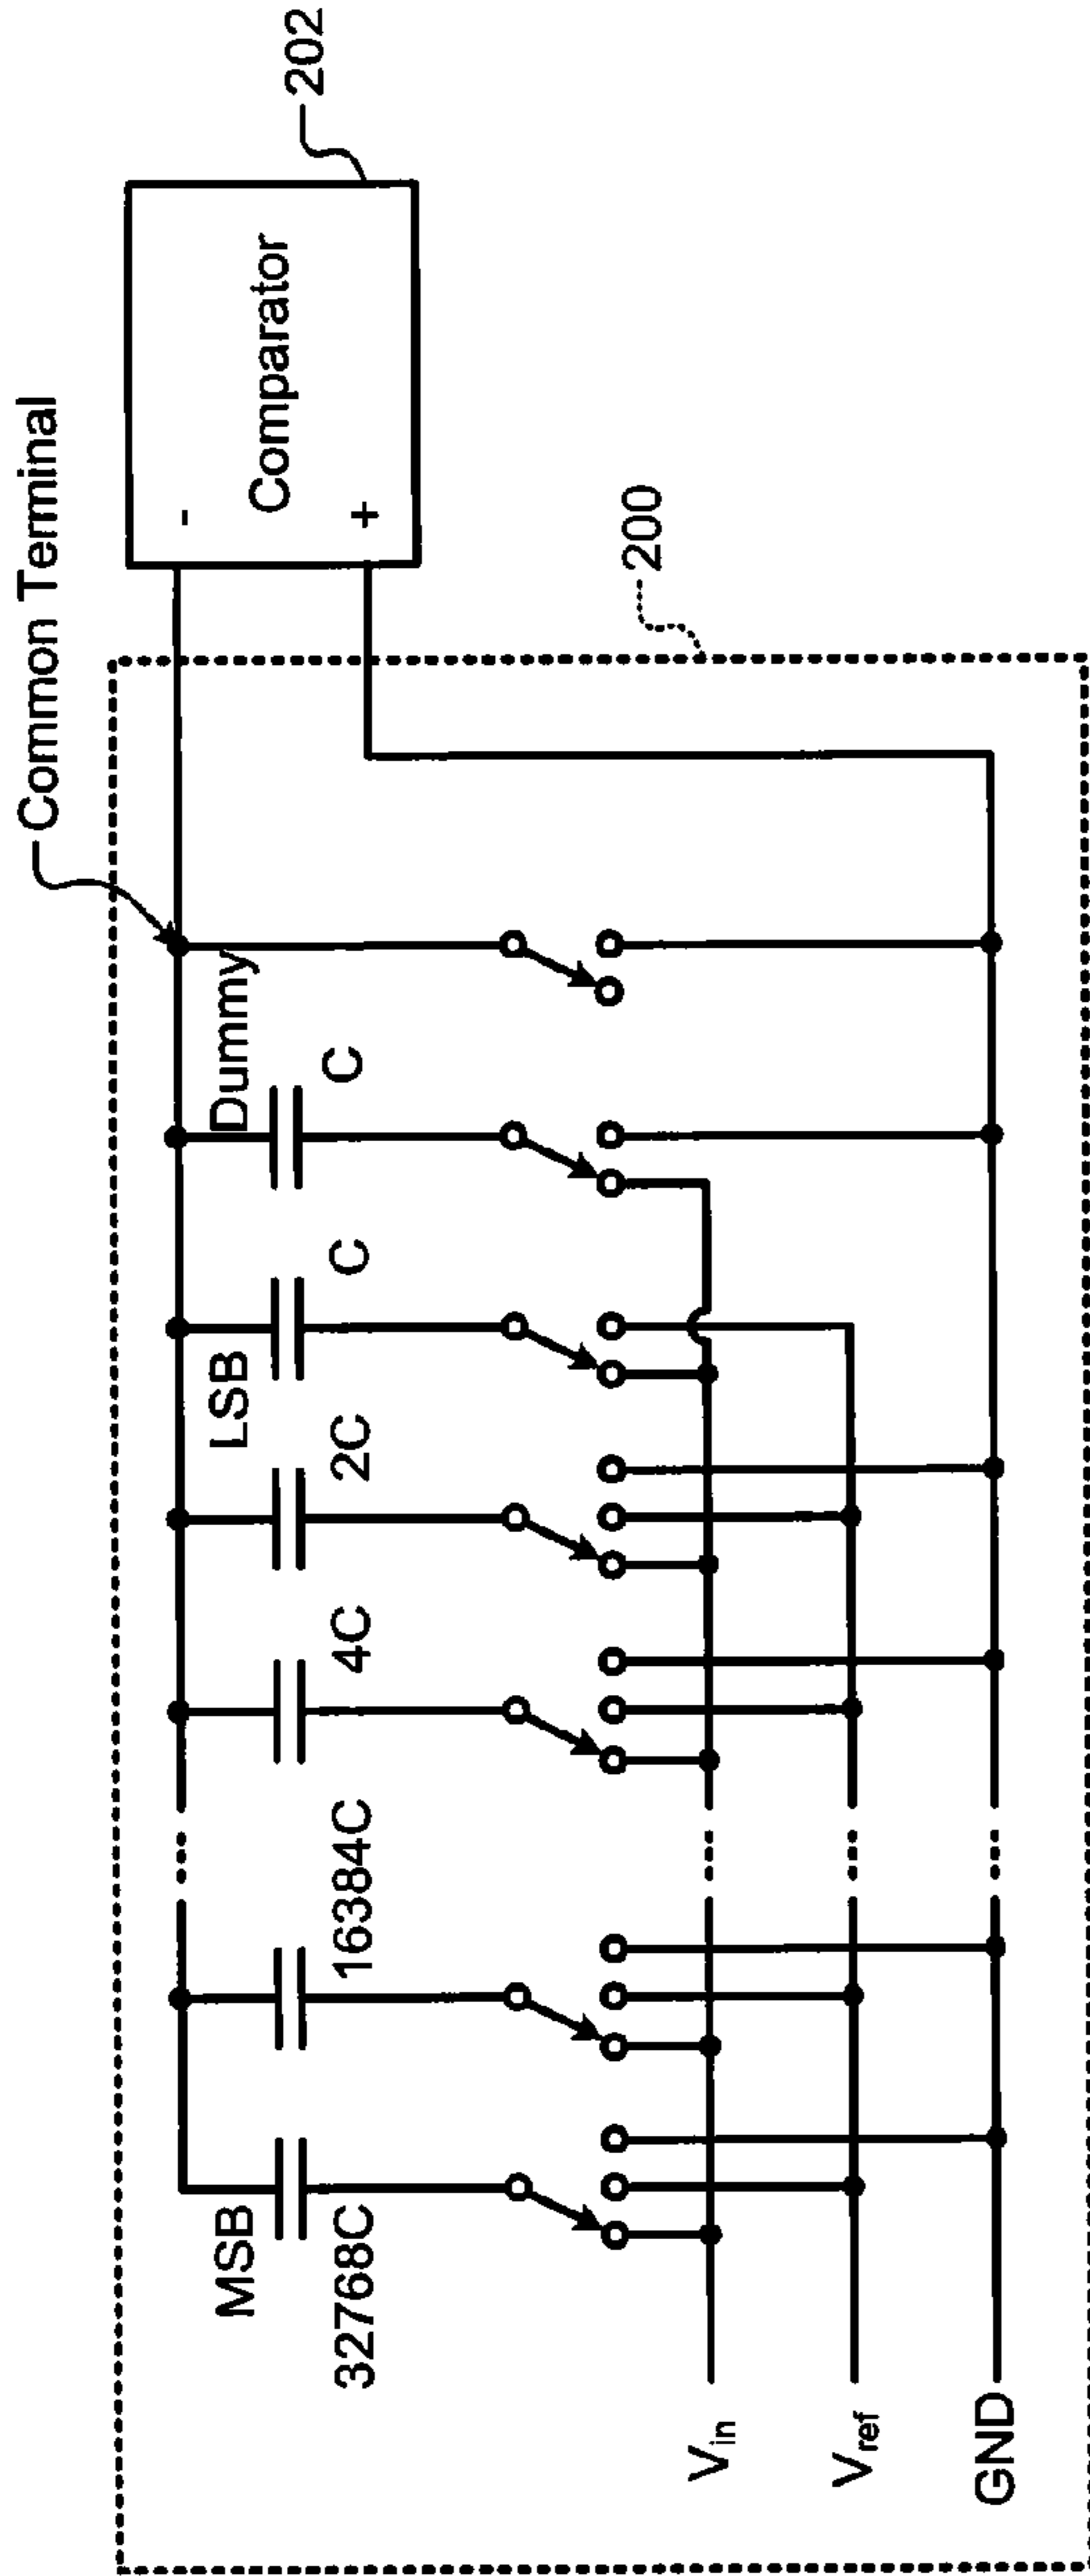 Common Terminal
MSB
LSB
Dummy
32768C
16384C
4C
2C
C
C
-
+
Comparator
202
200
Vin
Vref
GND